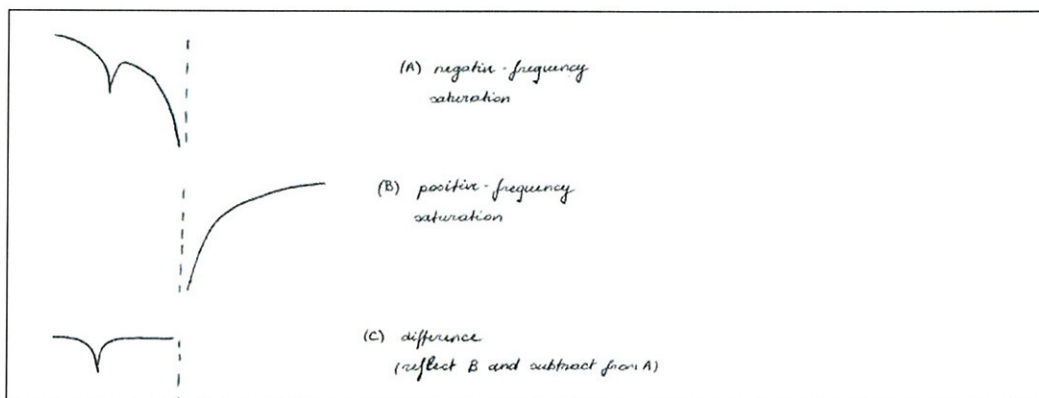 (A) negative-frequency
saturation
(B) positive-frequency
saturation
(C) difference
(reflect B and subtract from A)